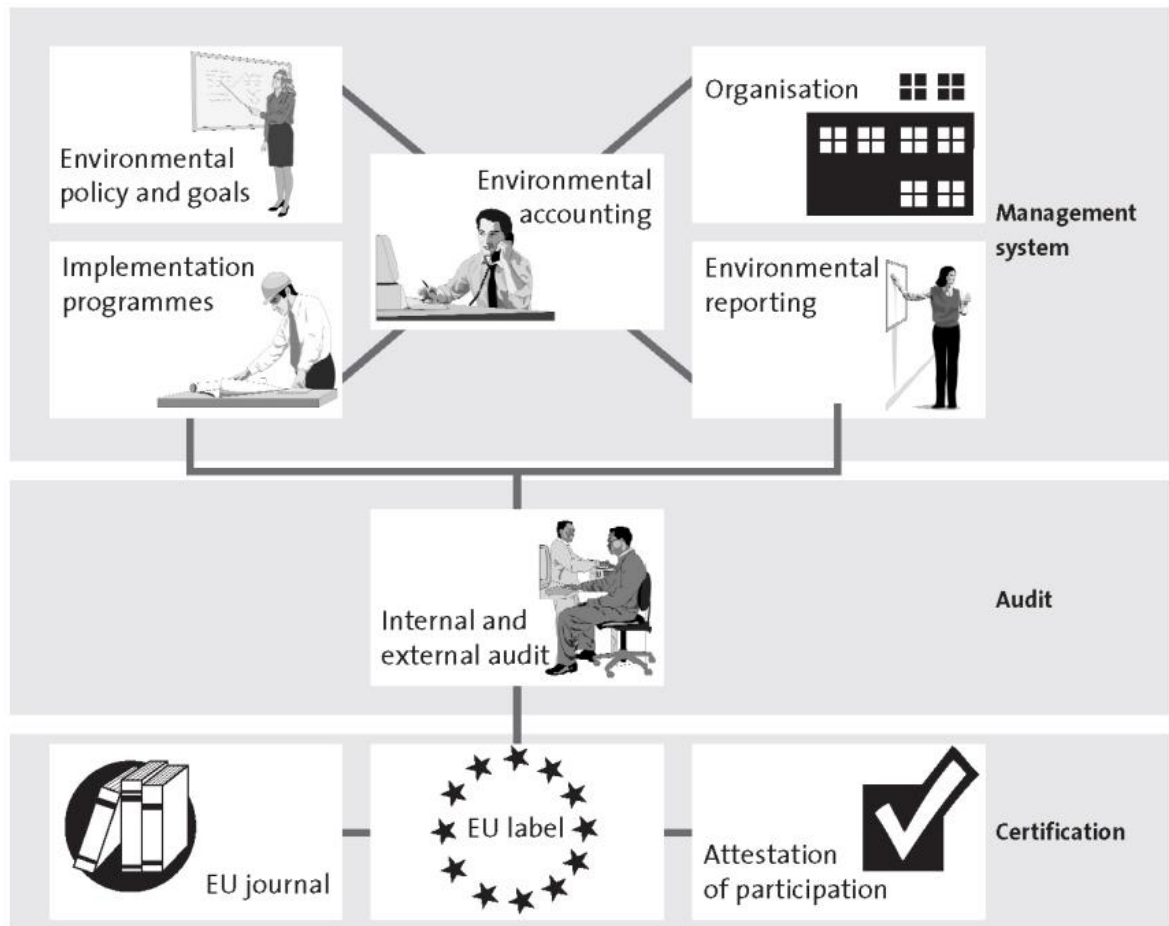 Environmental
policy and goals
Environmental
accounting
Organisation
Management
system
Implementation
programmes
Environmental
reporting
Internal and
external audit
Audit
EU journal
EU label
Attestation
of participation
Certification